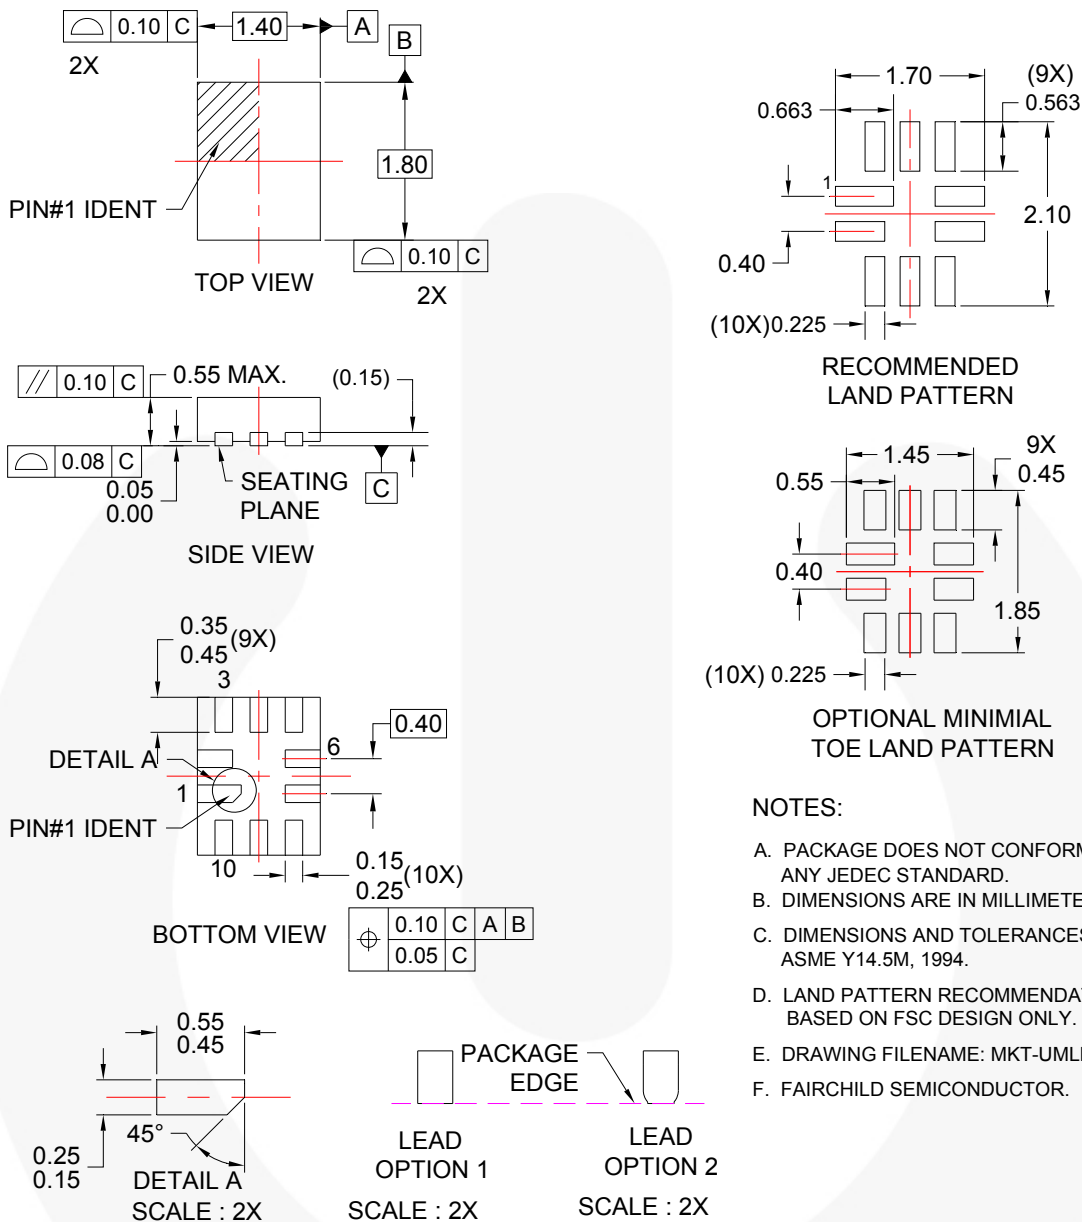 0.10 C
1.40
A
2X
B
1.80
PIN#1 IDENT
0.10 C
TOP VIEW
2X
1.70
(9X)
0.663
0.563
1
2.10
0.40
(10X)0.225
RECOMMENDED
LAND PATTERN
// 0.10 C
0.55 MAX.
(0.15)
0.08 C
0.05
0.00
SEATING
PLANE
C
SIDE VIEW
1.45
9X
0.45
0.55
0.40
1.85
(10X) 0.225
OPTIONAL MINIMIAL
TOE LAND PATTERN
0.35
0.45
(9X)
3
0.40
DETAIL A
6
1
PIN#1 IDENT
10
0.15
0.25
(10X)
BOTTOM VIEW
0.10 C A B
0.05 C
NOTES:
A. PACKAGE DOES NOT CONFORM
ANY JEDEC STANDARD.
B. DIMENSIONS ARE IN MILLIMETE
C. DIMENSIONS AND TOLERANCES
ASME Y14.5M, 1994.
D. LAND PATTERN RECOMMENDA
BASED ON FSC DESIGN ONLY.
E. DRAWING FILENAME: MKT-UML
F. FAIRCHILD SEMICONDUCTOR.
0.55
0.45
45°
0.25
0.15
DETAIL A
SCALE : 2X
PACKAGE
EDGE
LEAD
OPTION 1
SCALE : 2X
LEAD
OPTION 2
SCALE : 2X